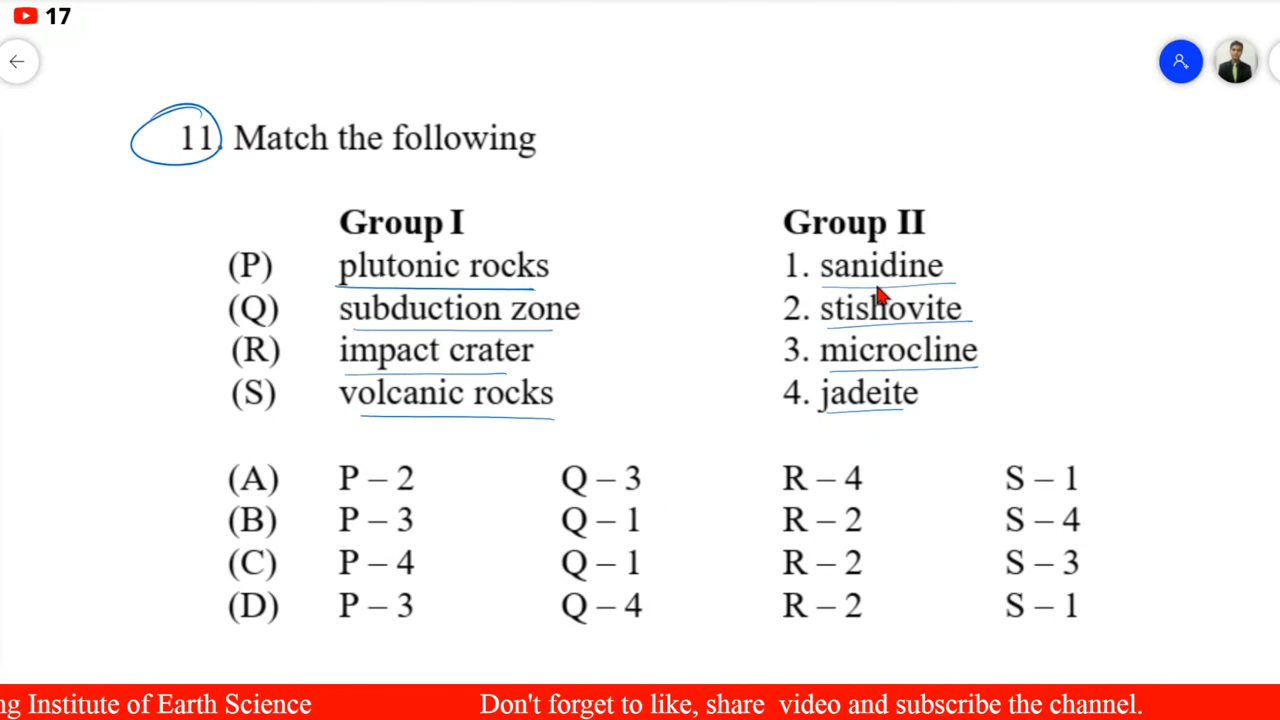 17
11. Match the following
Group I Group II
(P) plutonic rocks 1. sanidine
(Q) subduction zone 2. stishovite
(R) impact crater 3. microcline
(S) volcanic rocks 4. jadeite
(A) P – 2 Q – 3 R – 4 S – 1
(B) P – 3 Q – 1 R – 2 S – 4
(C) P – 4 Q – 1 R – 2 S – 3
(D) P – 3 Q – 4 R – 2 S – 1
ng Institute of Earth Science Don't forget to like, share video and subscribe the channel.